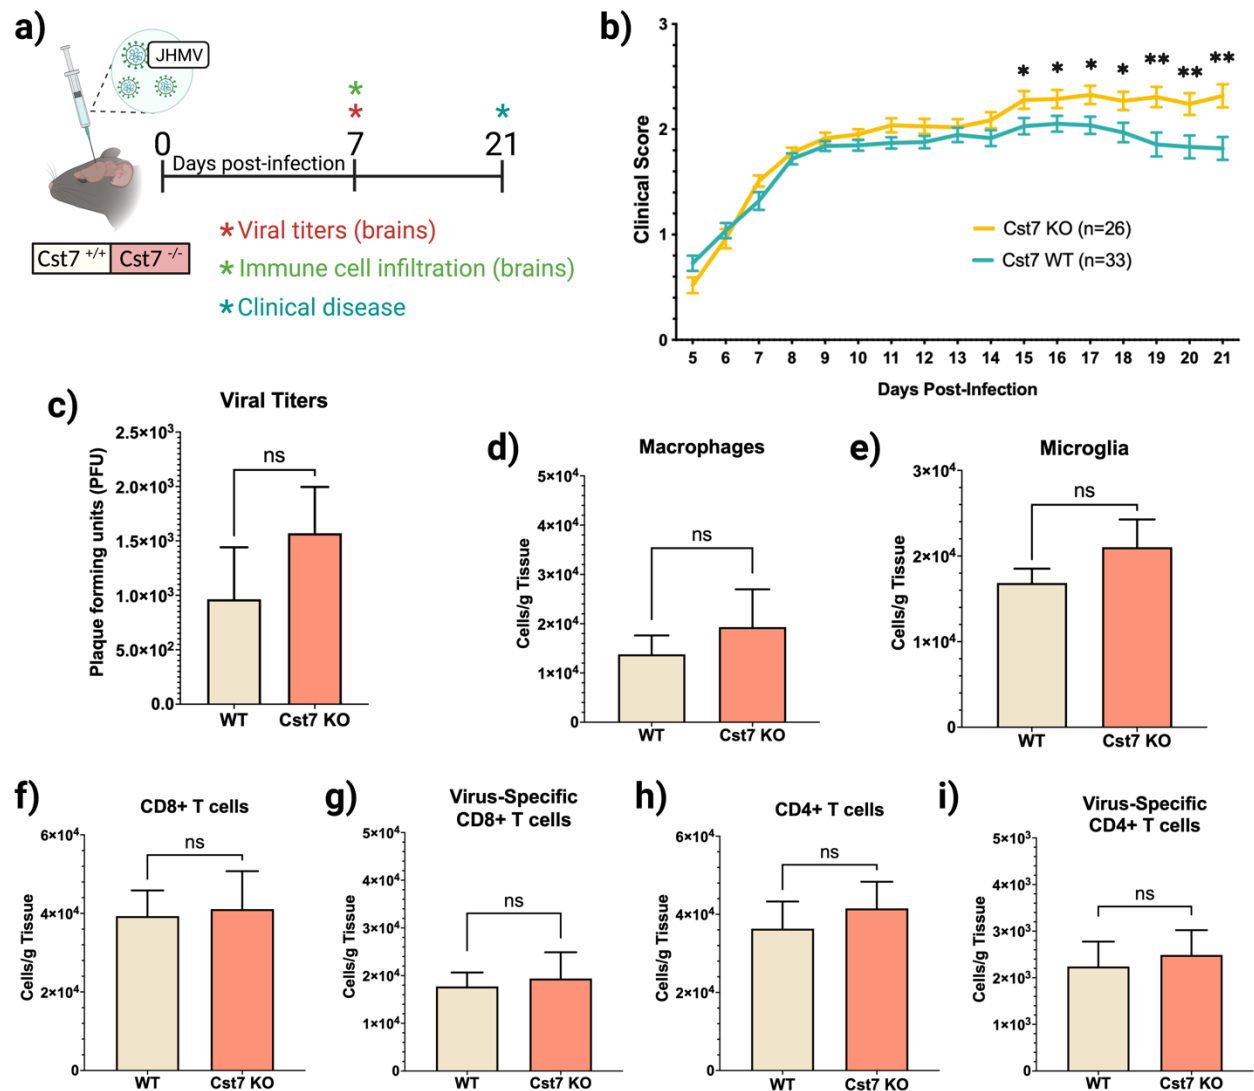 a)
JHMV
0
7
21
Days post-infection
Cst7 +/+
Cst7 -/-
* Viral titers (brains)
* Immune cell infiltration (brains)
* Clinical disease
b)
Clinical Score
3
2
1
0
* * * * ** ** **
Cst7 KO (n=26)
Cst7 WT (n=33)
5 6 7 8 9 10 11 12 13 14 15 16 17 18 19 20 21
Days Post-Infection
c)
Viral Titers
Plaque forming units (PFU)
2.5×10³
2.0×10³
1.5×10³
1.0×10³
5.0×10²
0.0
ns
WT Cst7 KO
d)
Macrophages
Cells/g Tissue
5×10⁴
4×10⁴
3×10⁴
2×10⁴
1×10⁴
0
ns
WT Cst7 KO
e)
Microglia
Cells/g Tissue
3×10⁴
2×10⁴
1×10⁴
0
ns
WT Cst7 KO
f)
CD8+ T cells
Cells/g Tissue
6×10⁴
4×10⁴
2×10⁴
0
ns
WT Cst7 KO
g)
Virus-Specific
CD8+ T cells
Cells/g Tissue
5×10⁴
4×10⁴
3×10⁴
2×10⁴
1×10⁴
0
ns
WT Cst7 KO
h)
CD4+ T cells
Cells/g Tissue
6×10⁴
4×10⁴
2×10⁴
0
ns
WT Cst7 KO
i)
Virus-Specific
CD4+ T cells
Cells/g Tissue
5×10³
4×10³
3×10³
2×10³
1×10³
0
ns
WT Cst7 KO